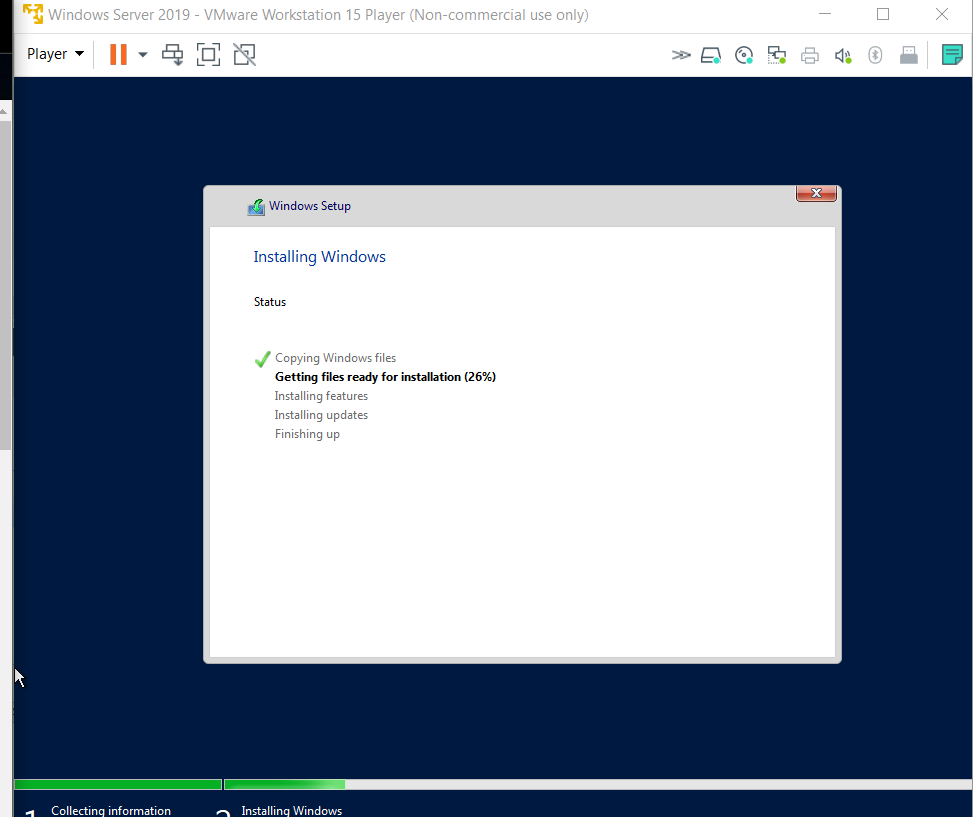 Windows Server 2019 - VMware Workstation 15 Player (Non-commercial use only)
Player
Windows Setup
Installing Windows
Status
Copying Windows files
Getting files ready for installation (26%)
Installing features
Installing updates
Finishing up
1 Collecting information
2 Installing Windows